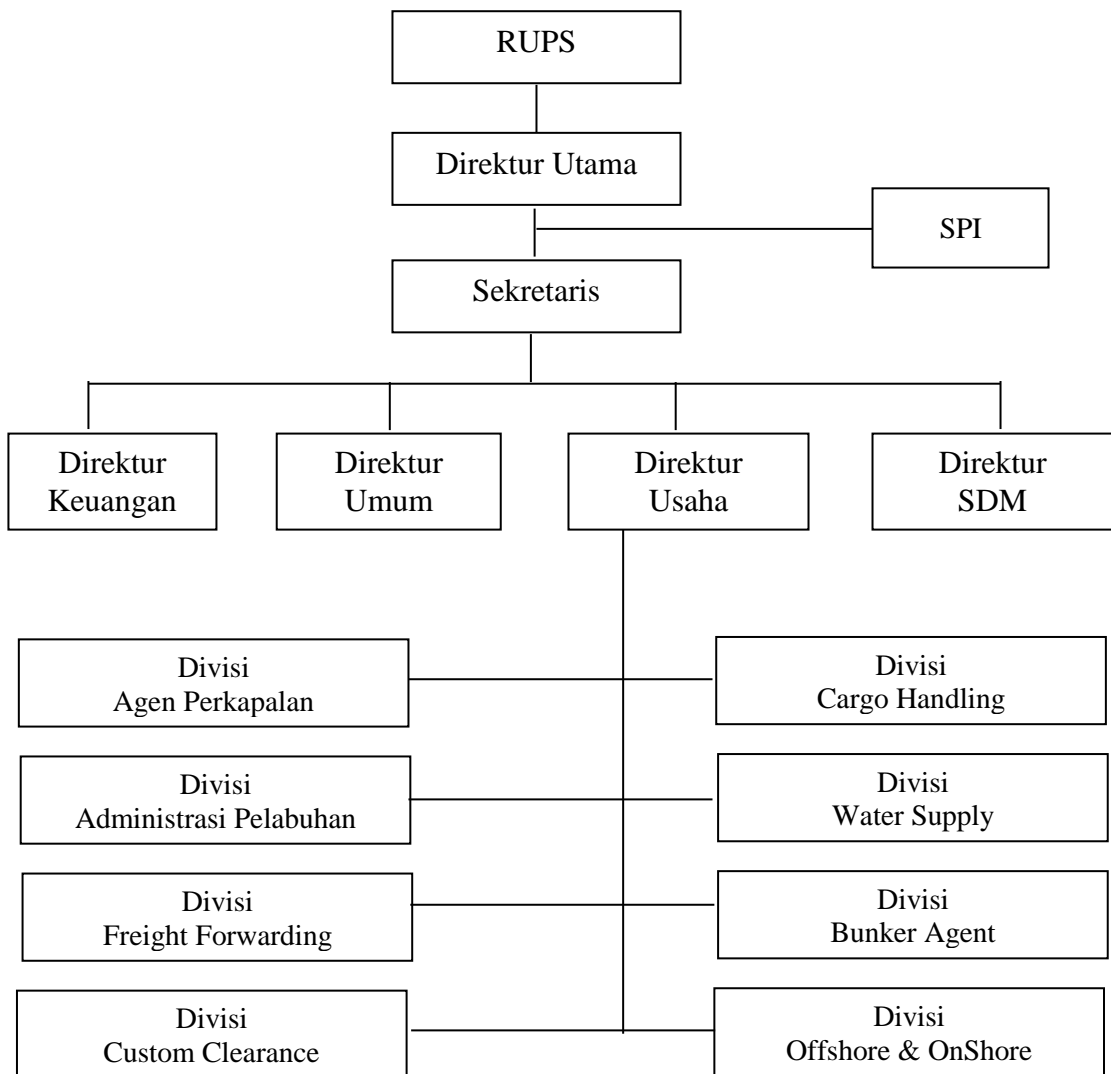 RUPS
Direktur Utama
SPI
Sekretaris
Direktur
Keuangan
Direktur
Umum
Direktur
Usaha
Direktur
SDM
Divisi
Agen Perkapalan
Divisi
Cargo Handling
Divisi
Administrasi Pelabuhan
Divisi
Water Supply
Divisi
Freight Forwarding
Divisi
Bunker Agent
Divisi
Custom Clearance
Divisi
Offshore & OnShore